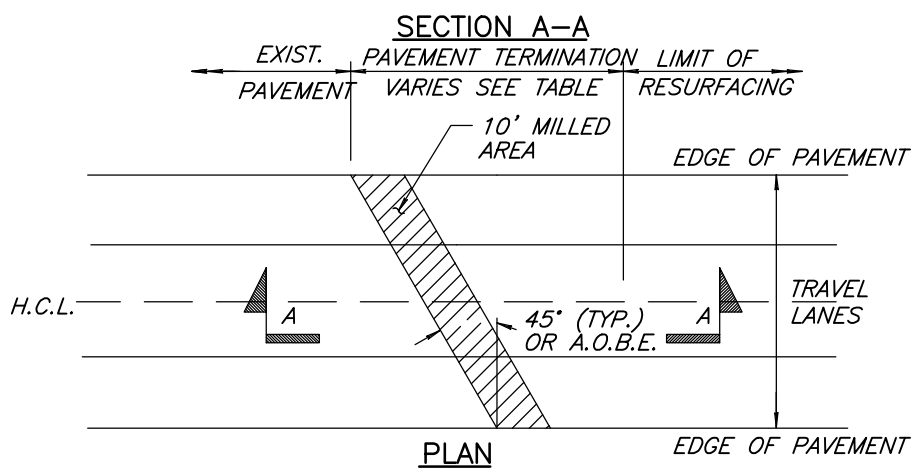 SECTION A-A
EXIST.
PAVEMENT
PAVEMENT TERMINATION
VARIES SEE TABLE
LIMIT OF
RESURFACING
10' MILLED
AREA
EDGE OF PAVEMENT
H.C.L.
A
45° (TYP.)
OR A.O.B.E.
A
TRAVEL
LANES
EDGE OF PAVEMENT
PLAN